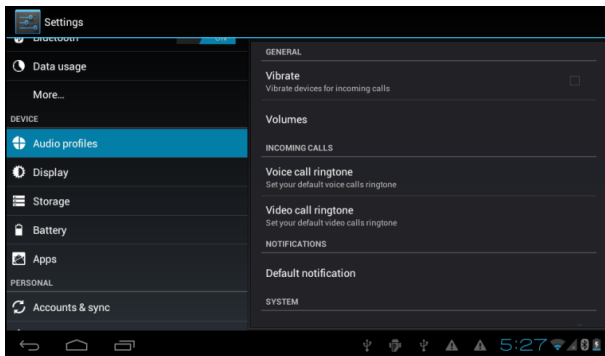 Settings
Bluetooth ON
Data usage
More...
DEVICE
Audio profiles
Display
Storage
Battery
Apps
PERSONAL
Accounts & sync
GENERAL
Vibrate
Vibrate devices for incoming calls
Volumes
INCOMING CALLS
Voice call ringtone
Set your default voice calls ringtone
Video call ringtone
Set your default video calls ringtone
NOTIFICATIONS
Default notification
SYSTEM
5:27